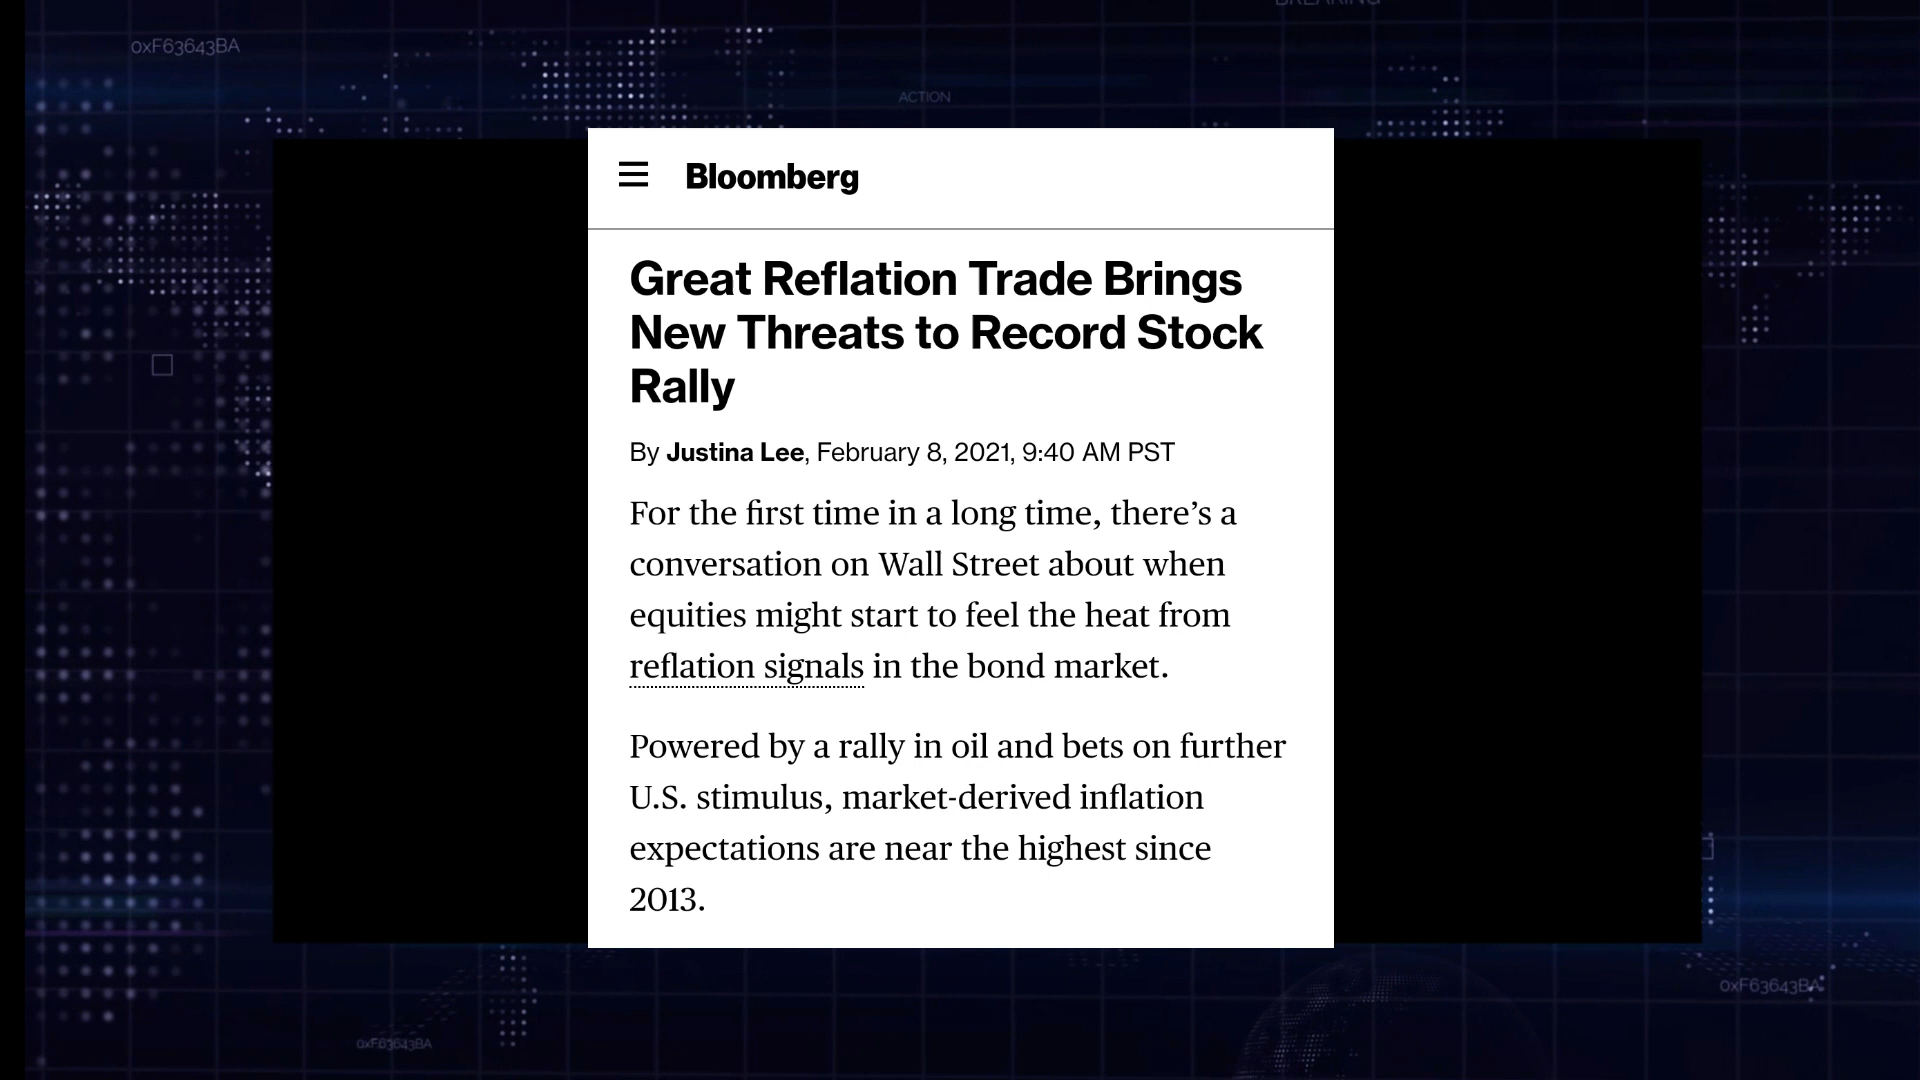 BREAKING
0xF63643BA
ACTION
Bloomberg
Great Reflation Trade Brings
New Threats to Record Stock
Rally
By Justina Lee, February 8, 2021, 9:40 AM PST
For the first time in a long time, there’s a
conversation on Wall Street about when
equities might start to feel the heat from
reflation signals in the bond market.
Powered by a rally in oil and bets on further
U.S. stimulus, market-derived inflation
expectations are near the highest since
2013.
0xF63643BA
0xF63643BA